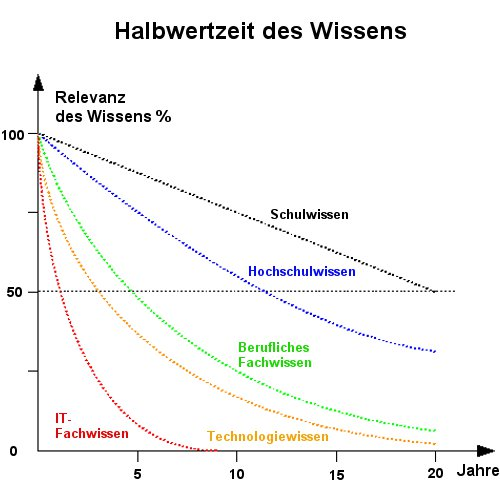 Halbwertzeit des Wissens
Relevanz
des Wissens %
100
Schulwissen
Hochschulwissen
50
Berufliches
Fachwissen
IT-
Fachwissen
Technologiewissen
0
5
10
15
20
Jahre